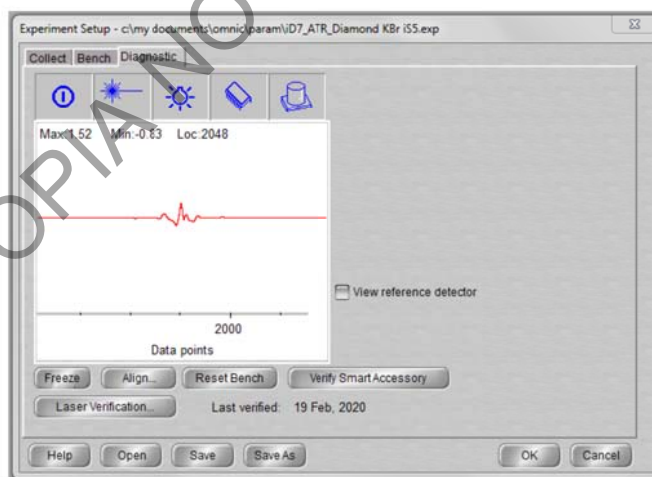 Experiment Setup - c:\my documents\omnic\param\iD7_ATR_Diamond KBr iS5.exp
Collect Bench Diagnostic
Max:1.52 Min:-0.83 Loc:2048
View reference detector
2000
Data points
Freeze Align... Reset Bench Verify Smart Accessory
Laser Verification... Last verified: 19 Feb, 2020
Help Open Save Save As OK Cancel
OPIA NO